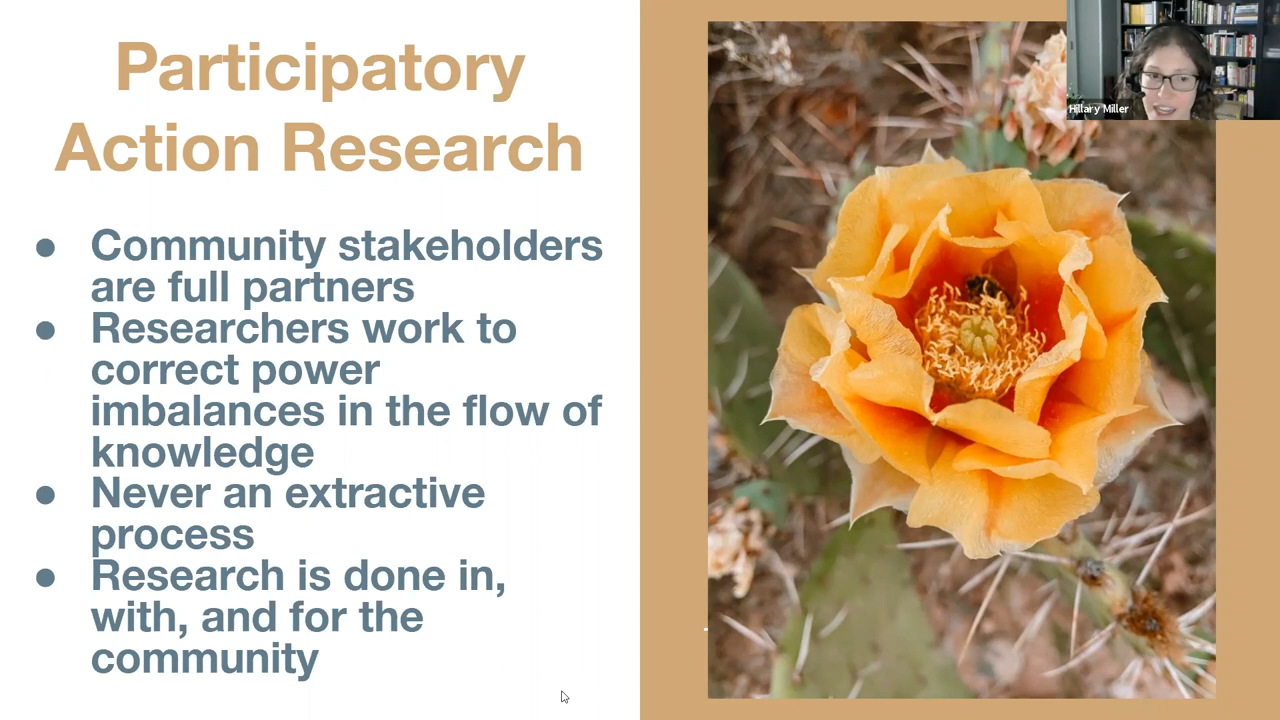 Participatory
Action Research
● Community stakeholders
are full partners
● Researchers work to
correct power
imbalances in the flow of
knowledge
● Never an extractive
process
● Research is done in,
with, and for the
community
Hillary Miller